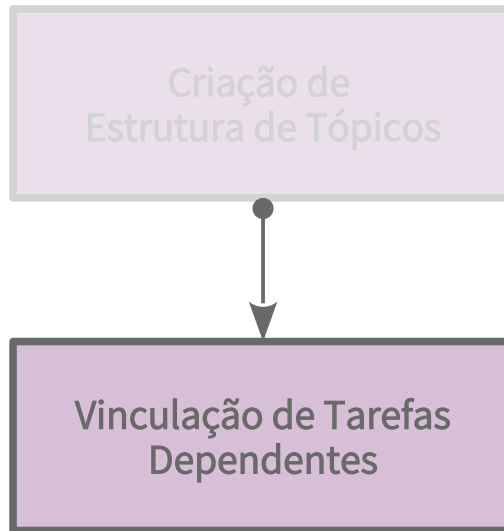 Criação de
Estrutura de Tópicos
Vinculação de Tarefas
Dependentes